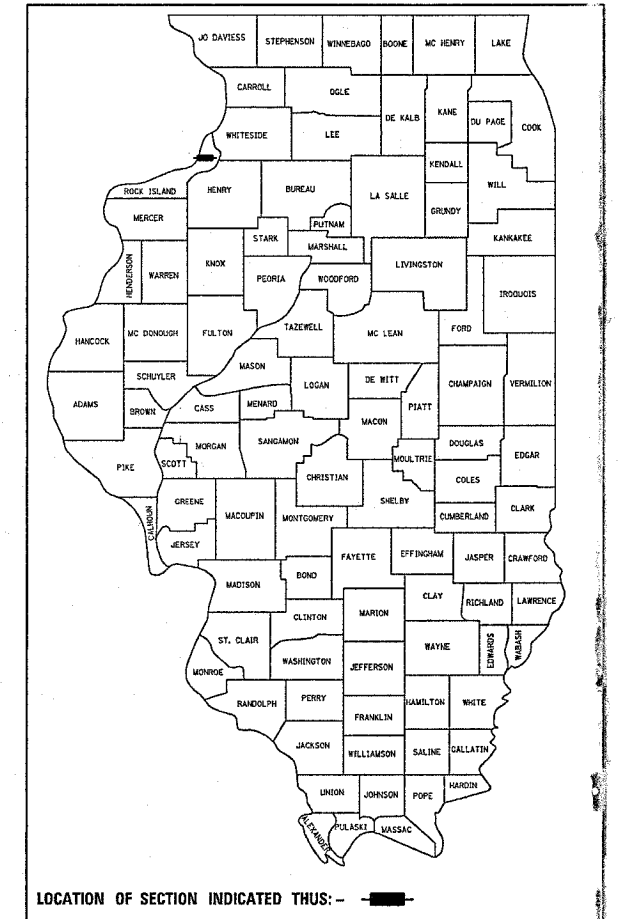 JO DAVIESS
STEPHENSON
WINNEBAGO
BOONE
MC HENRY
LAKE
CARROLL
OGLE
DE KALB
KANE
DU PAGE
COOK
WHITESIDE
LEE
KENDALL
WILL
ROCK ISLAND
HENRY
BUREAU
LA SALLE
GRUNDY
MERCER
PUTNAM
STARK
MARSHALL
KANKAKEE
HENDERSON
WARREN
KNOX
PEORIA
WOODFORD
LIVINGSTON
IROQUOIS
HANCOCK
MC DONOUGH
FULTON
TAZEWELL
MC LEAN
FORD
SCHUYLER
MASON
LOGAN
DE WITT
CHAMPAIGN
VERMILION
ADAMS
BROWN
CASS
MENARD
MACON
PIATT
MORGAN
SANGAMON
DOUGLAS
PIKE
SCOTT
CHRISTIAN
MOULTRIE
EDGAR
COLES
GREENE
MACOUPIN
MONTGOMERY
SHELBY
CUMBERLAND
CLARK
CALHOUN
JERSEY
FAYETTE
EFFINGHAM
JASPER
CRAWFORD
MADISON
BOND
CLAY
RICHLAND
LAWRENCE
CLINTON
MARION
ST. CLAIR
WAYNE
EDWARDS
WABASH
WASHINGTON
JEFFERSON
MONROE
RANDOLPH
PERRY
HAMILTON
WHITE
FRANKLIN
JACKSON
WILLIAMSON
SALINE
GALLATIN
UNION
JOHNSON
POPE
HARDIN
ALEXANDER
PULASKI
MASSAC
LOCATION OF SECTION INDICATED THUS: -